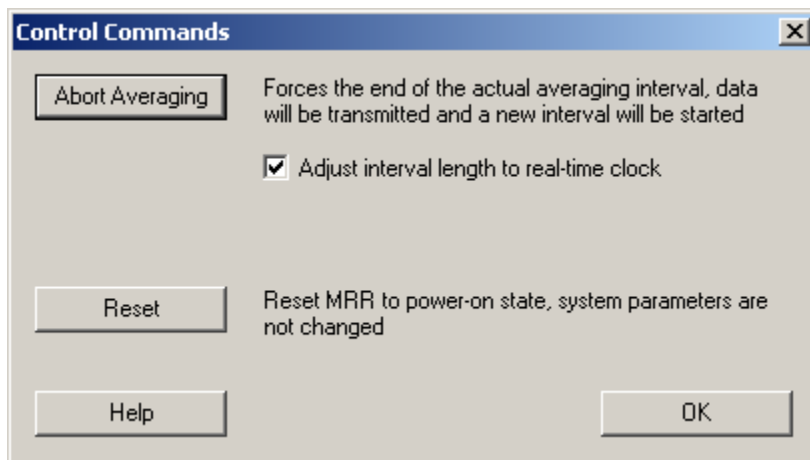 Control Commands
Abort Averaging
Forces the end of the actual averaging interval, data
will be transmitted and a new interval will be started
Adjust interval length to real-time clock
Reset
Reset MRR to power-on state, system parameters are
not changed
Help
OK